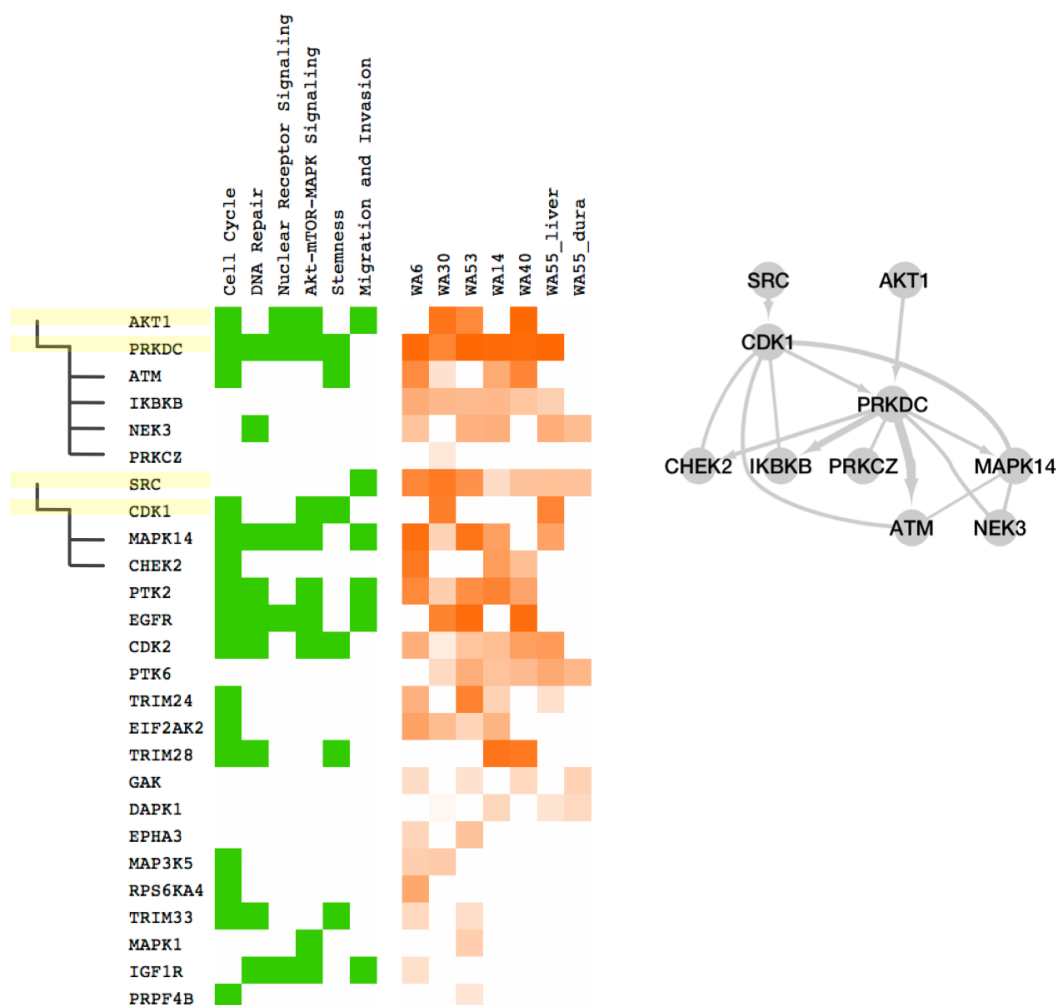 Cell Cycle
DNA Repair
Nuclear Receptor Signaling
Akt-mTOR-MAPK Signaling
Stemness
Migration and Invasion
WA6
WA30
WA53
WA14
WA40
WA55_liver
WA55_dura
AKT1
PRKDC
ATM
IKBKB
NEK3
PRKCZ
SRC
CDK1
MAPK14
CHEK2
PTK2
EGFR
CDK2
PTK6
TRIM24
EIF2AK2
TRIM28
GAK
DAPK1
EPHA3
MAP3K5
RPS6KA4
TRIM33
MAPK1
IGF1R
PRPF4B
SRC
AKT1
CDK1
PRKDC
CHEK2
IKBKB
PRKCZ
MAPK14
ATM
NEK3